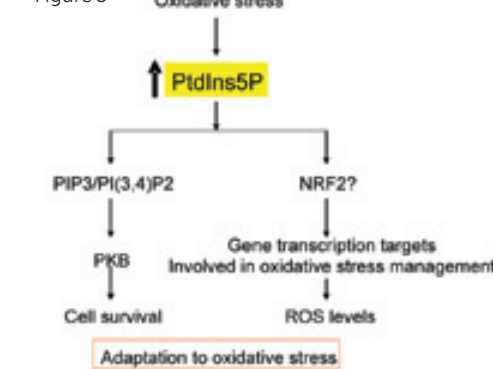 Oxidative stress
PtdIns5P
PIP3/PI(3,4)P2
NRF2?
PKB
Gene transcription targets
Involved in oxidative stress management
Cell survival
ROS levels
Adaptation to oxidative stress